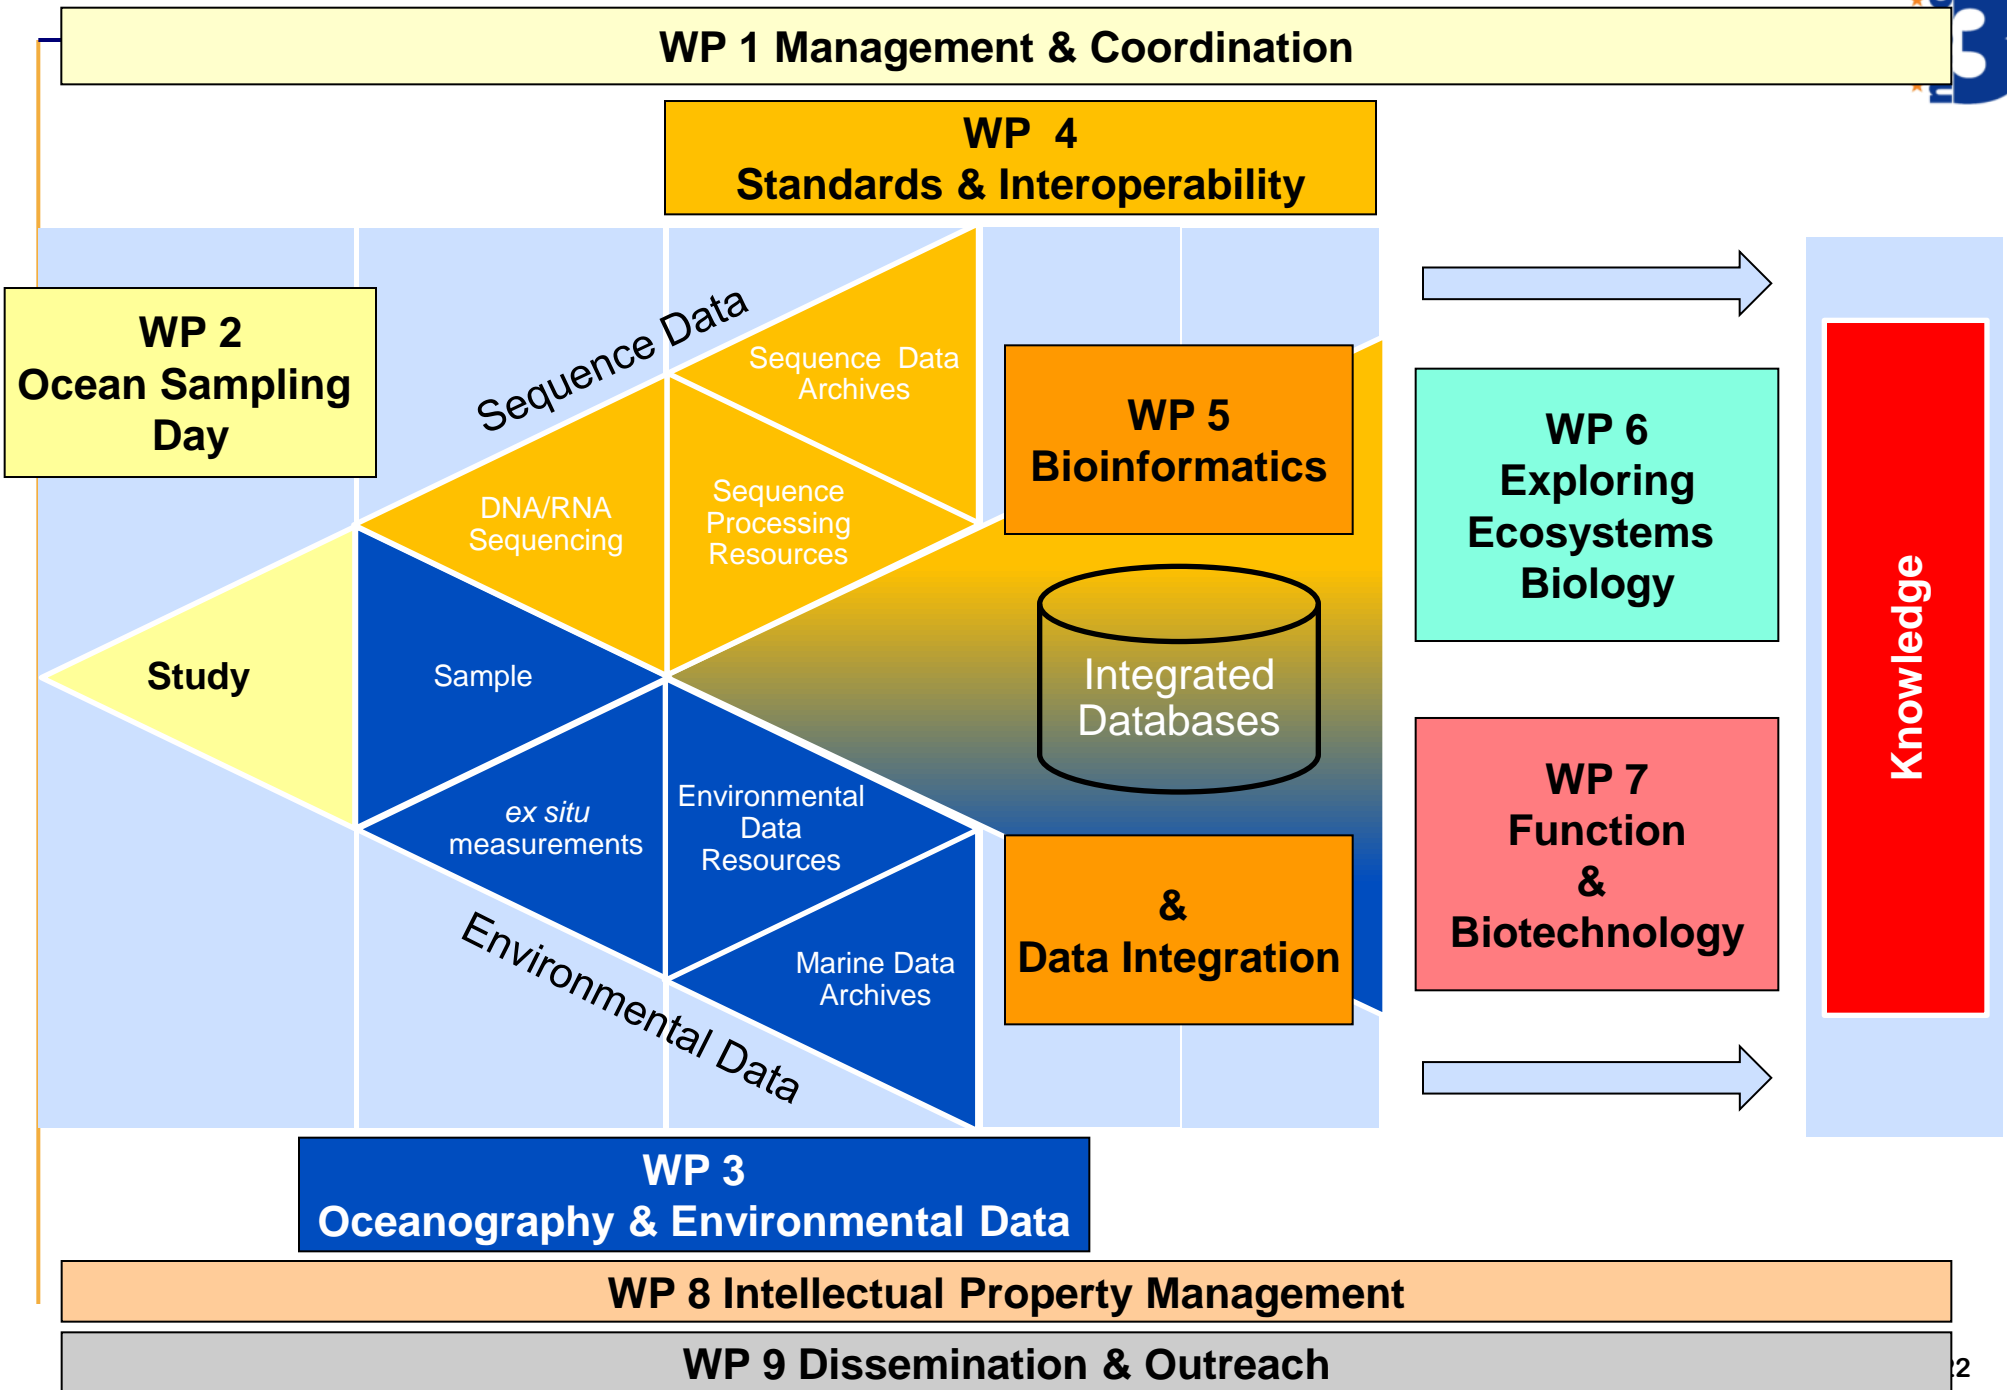 WP 1 Management & Coordination
3
WP 4
Standards & Interoperability
WP 2
Ocean Sampling
Day
Sequence Data
Sequence Data
Archives
DNA/RNA
Sequencing
Sequence
Processing
Resources
WP 5
Bioinformatics
WP 6
Exploring
Ecosystems
Biology
Study
Sample
Integrated
Databases
Knowledge
ex situ
measurements
Environmental
Data
Resources
Marine Data
Archives
Environmental Data
&
Data Integration
WP 7
Function
&
Biotechnology
WP 3
Oceanography & Environmental Data
WP 8 Intellectual Property Management
WP 9 Dissemination & Outreach